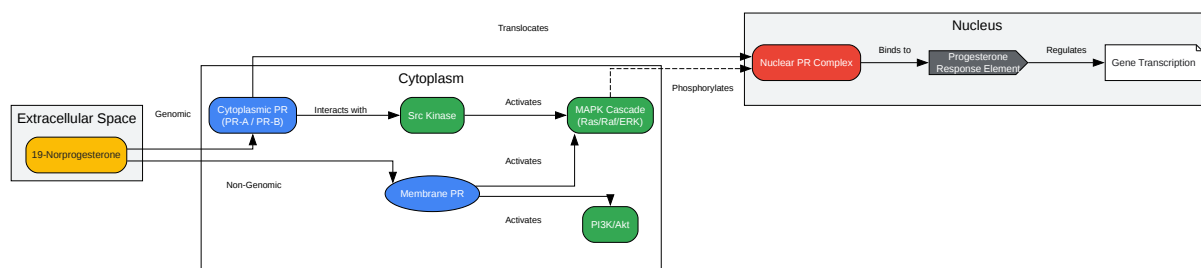 Translocates
Nucleus
Nuclear PR Complex
Binds to
Progesterone
Response Element
Regulates
Gene Transcription
Phosphorylates
Cytoplasm
Extracellular Space
19-Norprogesterone
Genomic
Cytoplasmic PR
(PR-A / PR-B)
Interacts with
Src Kinase
Activates
MAPK Cascade
(Ras/Raf/ERK)
Non-Genomic
Membrane PR
Activates
Activates
PI3K/Akt